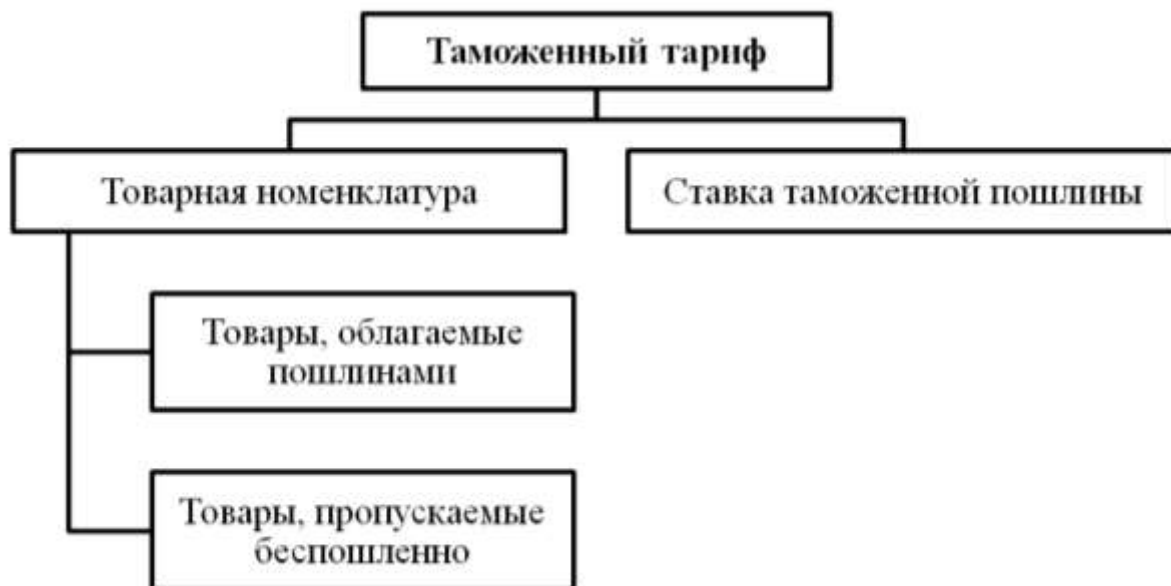 Таможенный тариф
Товарная номенклатура
Ставка таможенной пошлины
Товары, облагаемые
пошлинами
Товары, пропускаемые
беспошленно